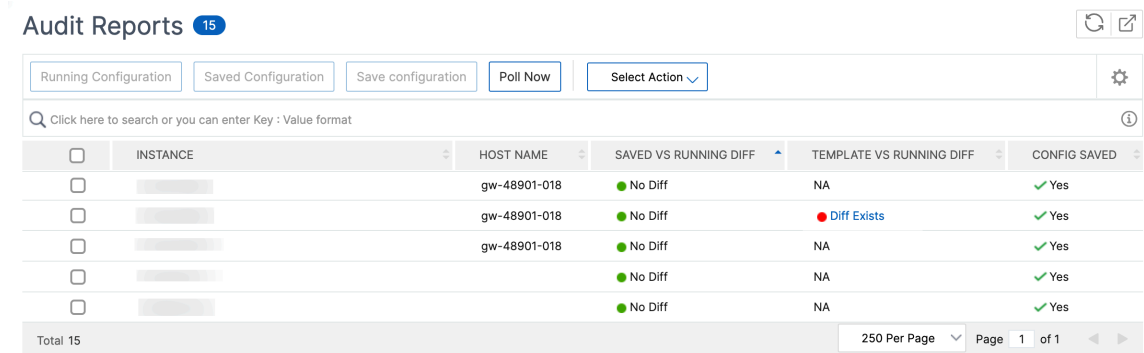 Audit Reports 15
Running Configuration Saved Configuration Save configuration Poll Now Select Action
Click here to search or you can enter Key : Value format
INSTANCE HOST NAME SAVED VS RUNNING DIFF TEMPLATE VS RUNNING DIFF CONFIG SAVED
gw-48901-018 No Diff NA Yes
gw-48901-018 No Diff Diff Exists Yes
gw-48901-018 No Diff NA Yes
No Diff NA Yes
No Diff NA Yes
Total 15 250 Per Page Page 1 of 1